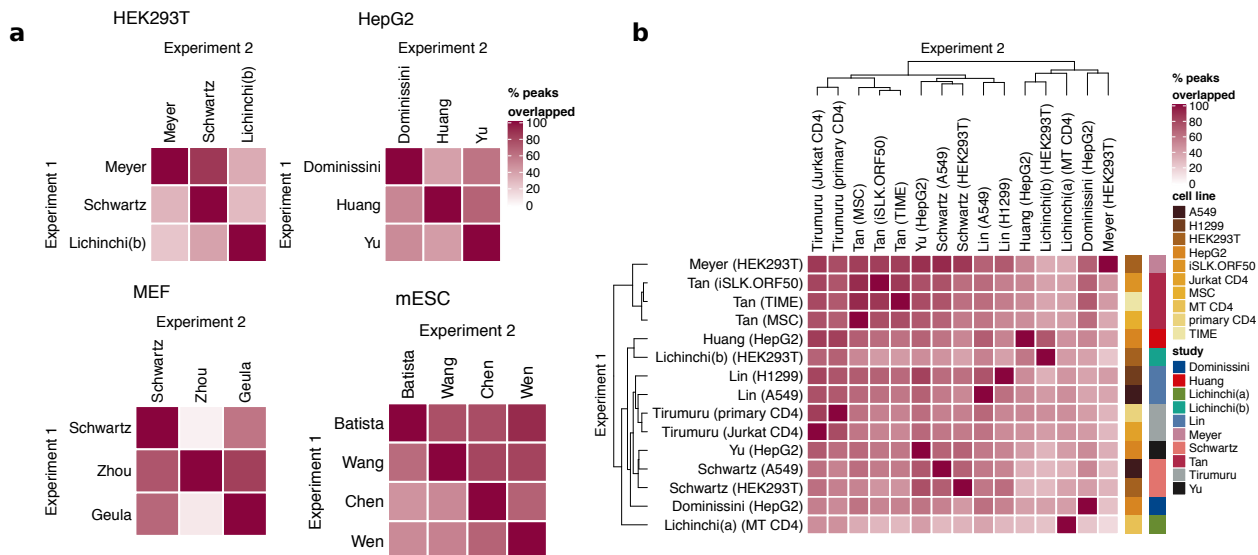 a
HEK293T
Experiment 2
Meyer
Schwartz
Lichinchi(b)
Experiment 1
Meyer
Schwartz
Lichinchi(b)
HepG2
Experiment 2
Dominissini
Huang
Yu
Experiment 1
Dominissini
Huang
Yu
% peaks
overlapped
100
80
60
40
20
0
MEF
Experiment 2
Schwartz
Zhou
Geula
Experiment 1
Schwartz
Zhou
Geula
mESC
Experiment 2
Batista
Wang
Chen
Wen
Experiment 1
Batista
Wang
Chen
Wen
b
Experiment 2
Tirumuru (Jurkat CD4)
Tirumuru (primary CD4)
Tan (MSC)
Tan (iSLK.ORF50)
Tan (TIME)
Yu (HepG2)
Schwartz (A549)
Schwartz (HEK293T)
Lin (A549)
Lin (H1299)
Huang (HepG2)
Lichinchi(b) (HEK293T)
Lichinchi(a) (MT CD4)
Dominissini (HepG2)
Meyer (HEK293T)
Experiment 1
Meyer (HEK293T)
Tan (iSLK.ORF50)
Tan (TIME)
Tan (MSC)
Huang (HepG2)
Lichinchi(b) (HEK293T)
Lin (H1299)
Lin (A549)
Tirumuru (primary CD4)
Tirumuru (Jurkat CD4)
Yu (HepG2)
Schwartz (A549)
Schwartz (HEK293T)
Dominissini (HepG2)
Lichinchi(a) (MT CD4)
% peaks
overlapped
100
80
60
40
20
0
cell line
A549
H1299
HEK293T
HepG2
iSLK.ORF50
Jurkat CD4
MSC
MT CD4
primary CD4
TIME
study
Dominissini
Huang
Lichinchi(a)
Lichinchi(b)
Lin
Meyer
Schwartz
Tan
Tirumuru
Yu